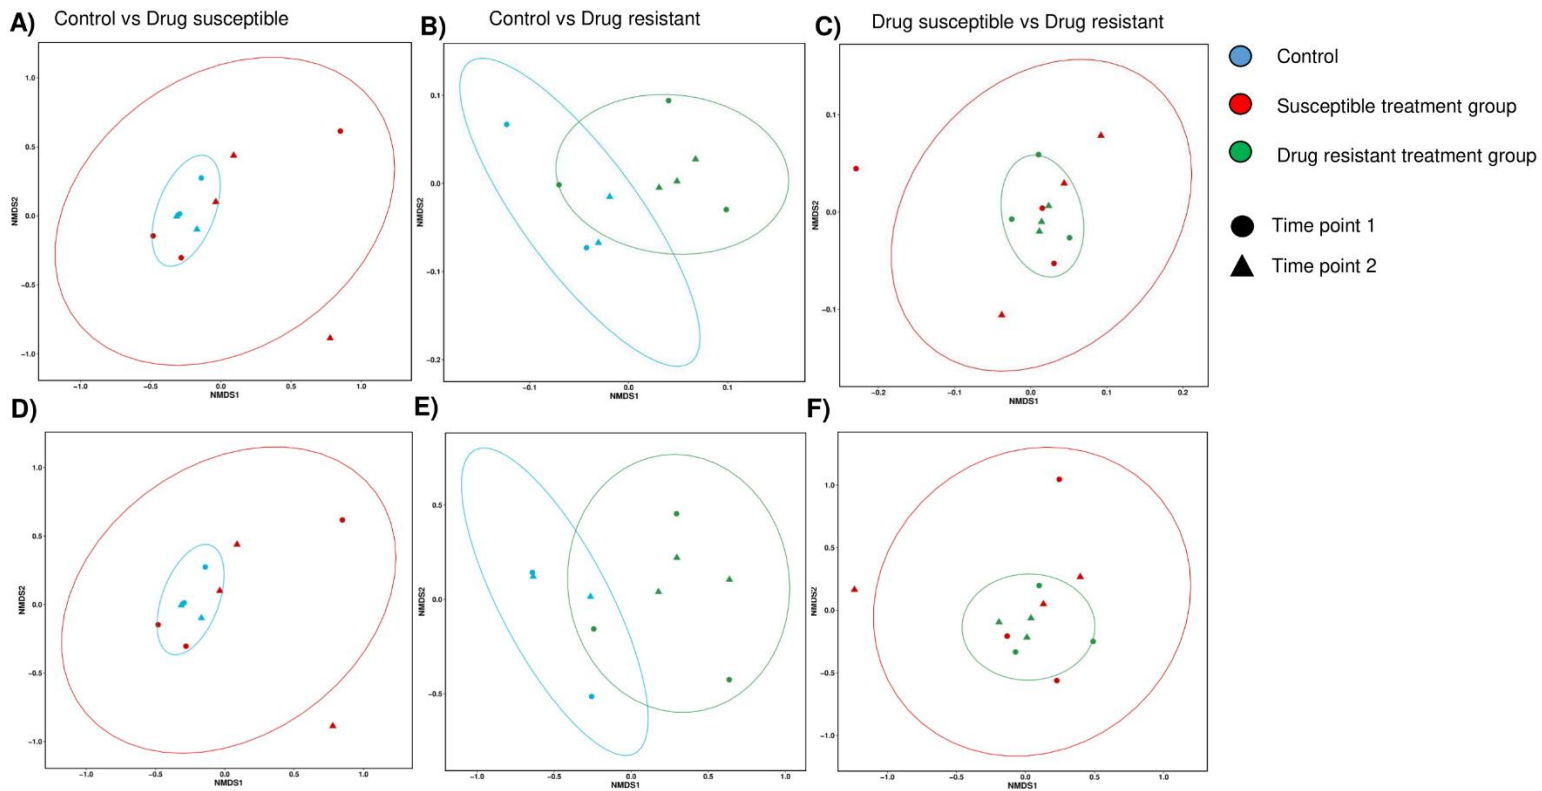 A) Control vs Drug susceptible
B) Control vs Drug resistant
C) Drug susceptible vs Drug resistant
Control
Susceptible treatment group
Drug resistant treatment group
Time point 1
Time point 2
1.0
0.5
0.0
−0.5
−1.0
NMDS2
−1.0 −0.5 0.0 0.5 1.0
NMDS1
0.1
0.0
−0.1
−0.2
NMDS2
−0.1 0.0 0.1
NMDS1
0.1
0.0
−0.1
NMDS2
−0.2 −0.1 0.0 0.1 0.2
NMDS1
D)
1.0
0.5
0.0
−0.5
−1.0
NMDS2
−1.0 −0.5 0.0 0.5 1.0
NMDS1
E)
0.5
0.0
−0.5
NMDS2
−1.0 −0.5 0.0 0.5 1.0
NMDS1
F)
1.0
0.5
0.0
−0.5
−1.0
NMDS2
−1.0 −0.5 0.0 0.5 1.0
NMDS1